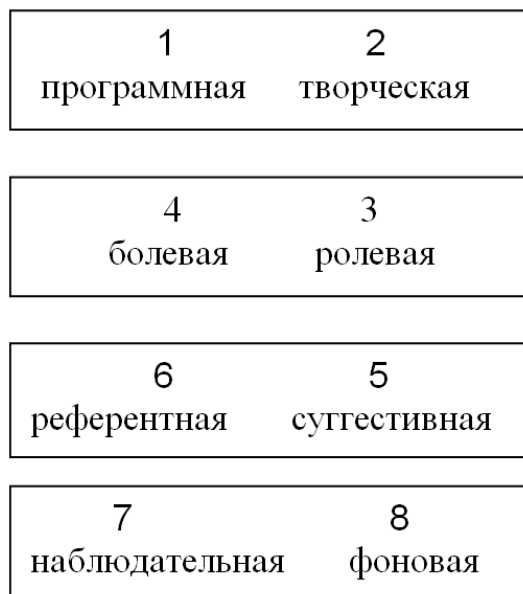 1 2
программная творческая
4 3
болевая ролевая
6 5
референтная суггестивная
7 8
наблюдательная фоновая